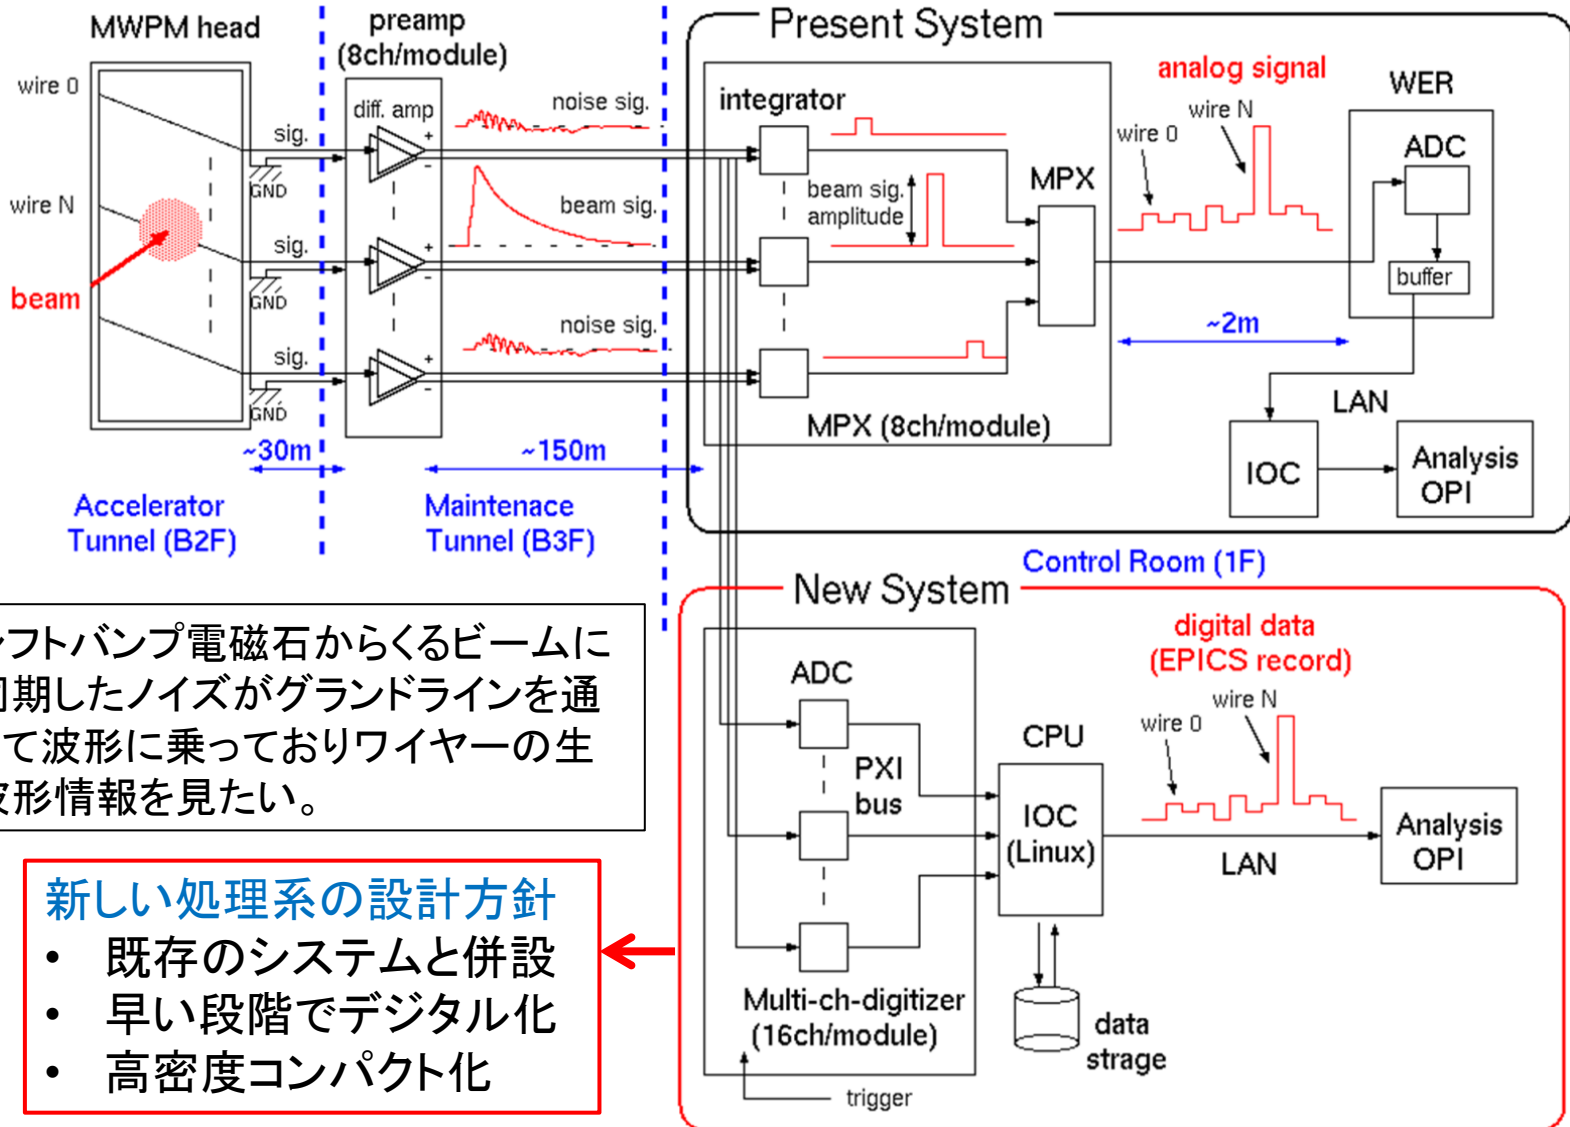 MWPM head
wire 0
wire N
beam
sig.
GND
sig.
GND
sig.
GND
~30m
Accelerator
Tunnel (B2F)
preamp
(8ch/module)
diff. amp
+
-
+
-
+
-
noise sig.
beam sig.
noise sig.
~150m
Maintenace
Tunnel (B3F)
Present System
integrator
beam sig.
amplitude
MPX
MPX (8ch/module)
analog signal
wire 0
wire N
WER
ADC
buffer
~2m
LAN
IOC
Analysis
OPI
Control Room (1F)
New System
ADC
PXI
bus
Multi-ch-digitizer
(16ch/module)
trigger
CPU
IOC
(Linux)
data
strage
digital data
(EPICS record)
wire 0
wire N
LAN
Analysis
OPI
フトバンプ電磁石からくるビームに
期したノイズがグランドラインを通
て波形に乗っておりワイヤーの生
形情報を見たい。
新しい処理系の設計方針
• 既存のシステムと併設
• 早い段階でデジタル化
• 高密度コンパクト化